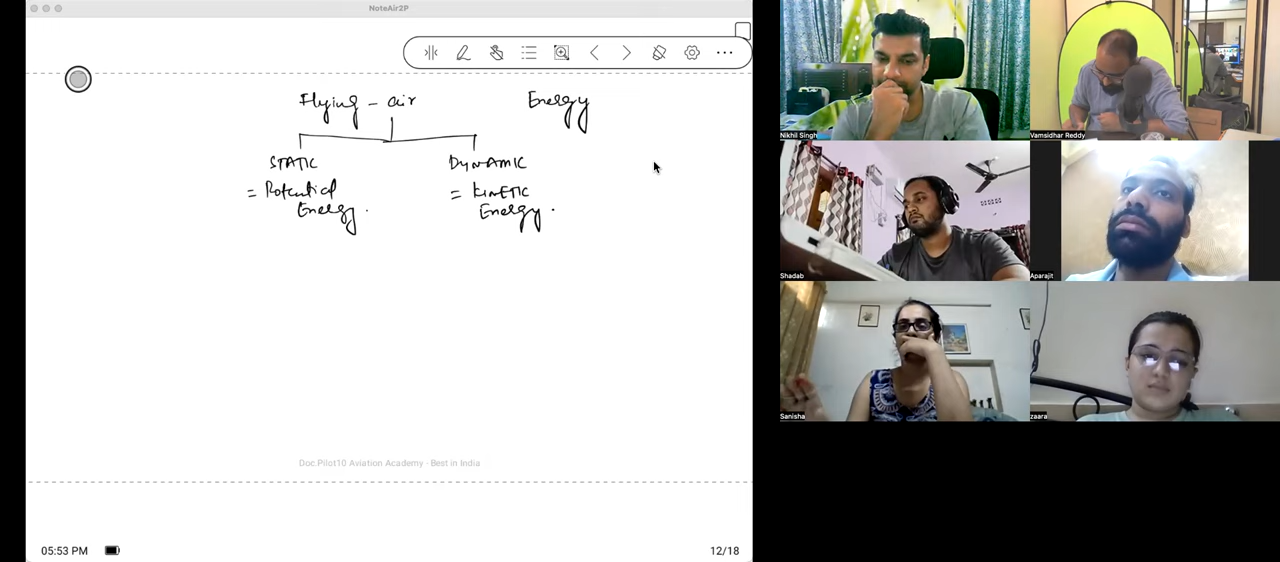 NoteAir2P
Flying - air
Energy
STATIC
DYNAMIC
= Potential
Energy.
= KINETIC
Energy.
Doc.Pilot10 Aviation Academy - Best in India
05:53 PM
12/18
Nikhil Singh
Vamsidhar Reddy
Shadab
Aparajit
Sanisha
zaara